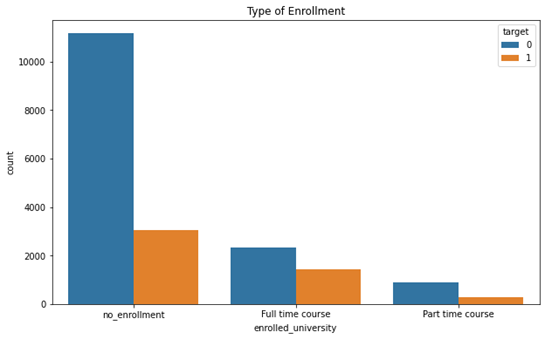 Type of Enrollment
target
0
1
10000
8000
6000
4000
2000
0
count
no_enrollment Full time course Part time course
enrolled_university